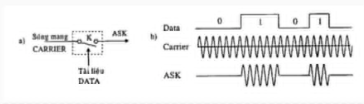 a) Sóng mang K ASK
CARRIER
Tài liệu
DATA
b) Data 0 1 0 1
Carrier
ASK